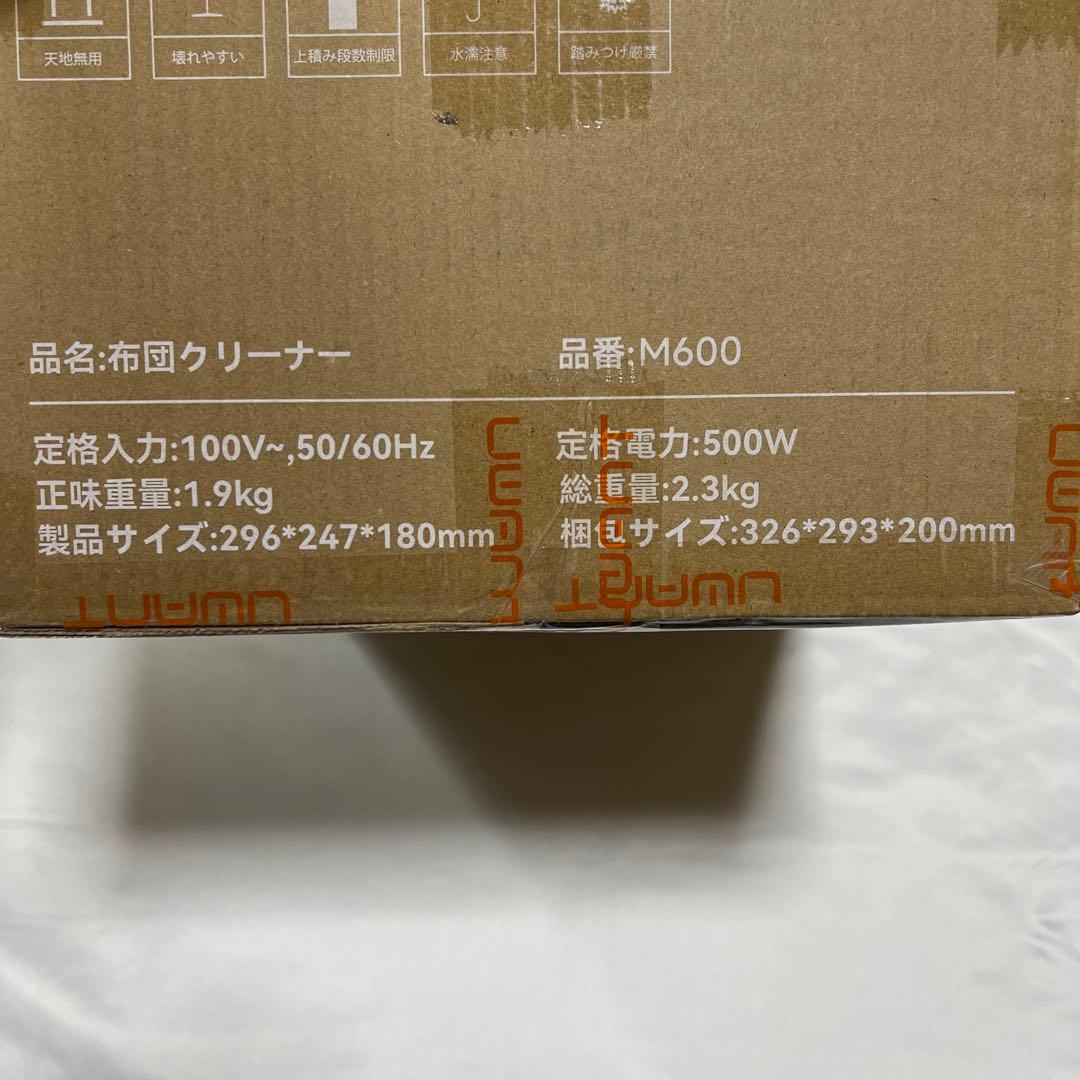 天地無用 壊れやすい 上積み段数制限 水濡注意 踏みつけ厳禁
品名:布団クリーナー 品番:M600
定格入力:100V~,50/60Hz 定格電力:500W
正味重量:1.9kg 総重量:2.3kg
製品サイズ:296*247*180mm 梱包サイズ:326*293*200mm
UWANT
UWANT
UWANT
UWANT